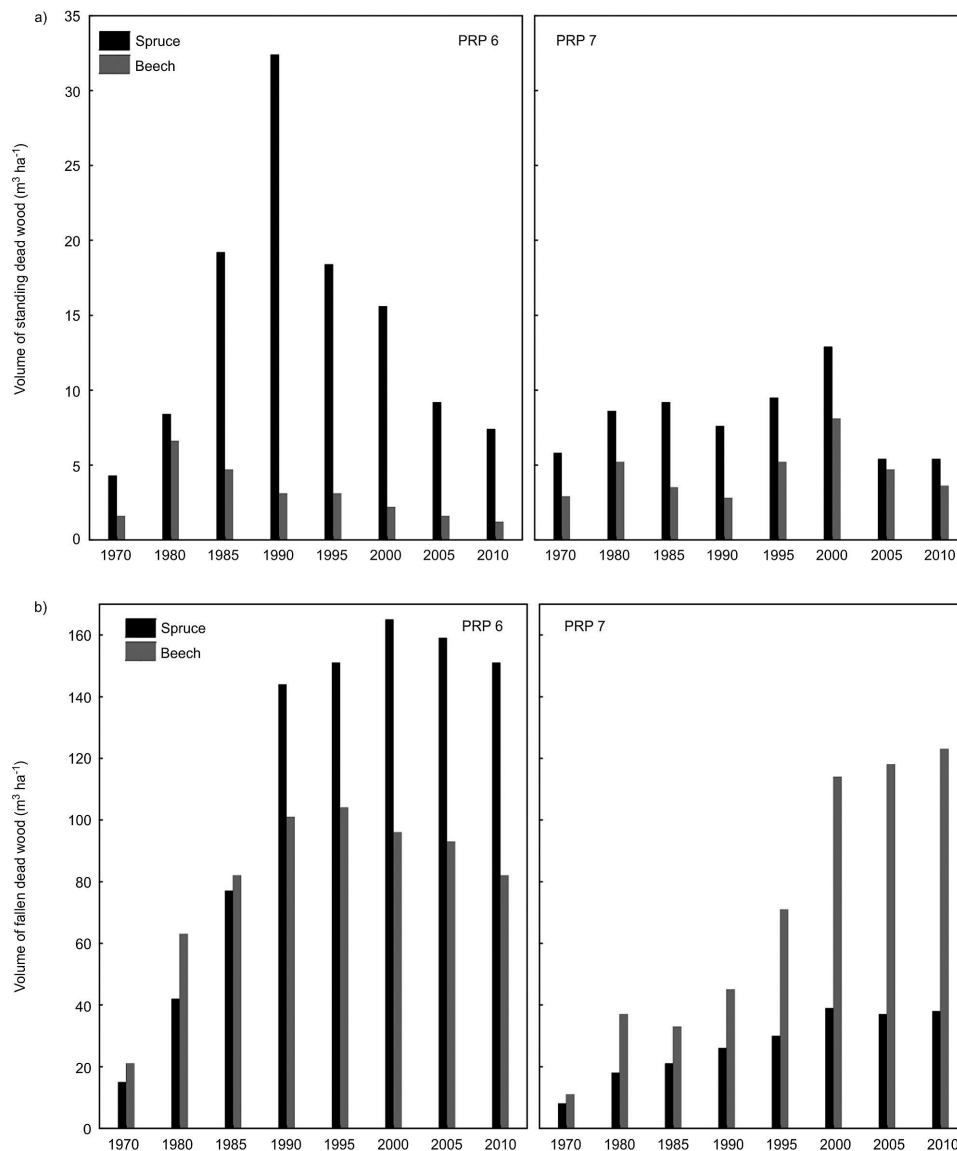 a)
35
30
25
20
15
10
5
0
Volume of standing dead wood (m³ ha⁻¹)
Spruce
Beech
PRP 6
PRP 7
1970 1980 1985 1990 1995 2000 2005 2010
1970 1980 1985 1990 1995 2000 2005 2010
b)
160
140
120
100
80
60
40
20
0
Volume of fallen dead wood (m³ ha⁻¹)
Spruce
Beech
PRP 6
PRP 7
1970 1980 1985 1990 1995 2000 2005 2010
1970 1980 1985 1990 1995 2000 2005 2010